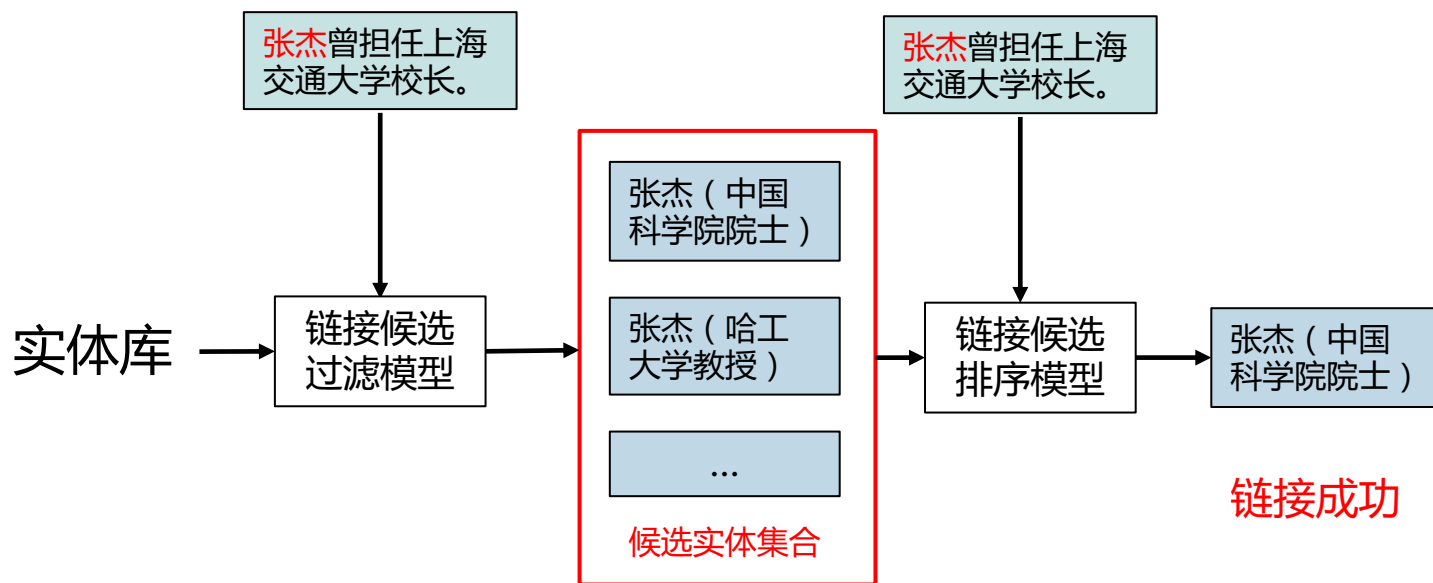 张杰曾担任上海
交通大学校长。
张杰曾担任上海
交通大学校长。
实体库
链接候选
过滤模型
张杰（中国
科学院院士）
张杰（哈工
大学教授）
...
候选实体集合
链接候选
排序模型
张杰（中国
科学院院士）
链接成功